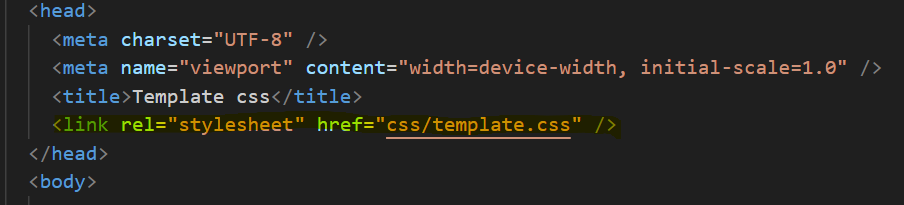 <head>
<meta charset="UTF-8" />
<meta name="viewport" content="width=device-width, initial-scale=1.0" />
<title>Template css</title>
<link rel="stylesheet" href="css/template.css" />
</head>
<body>